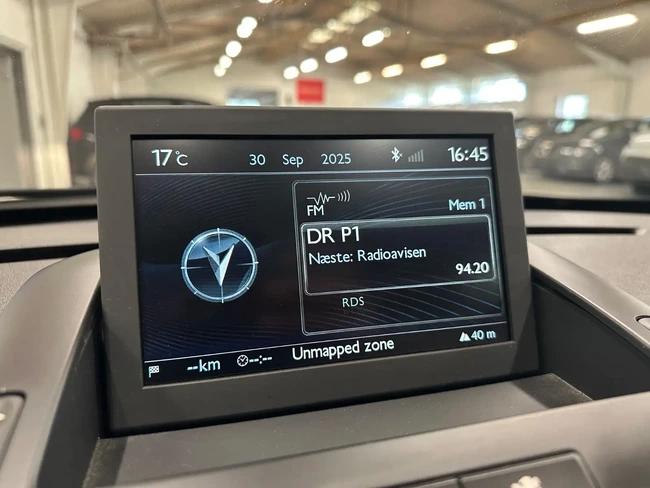 17°C 30 Sep 2025 16:45
FM Mem 1
DR P1
Næste: Radioavisen
94.20
RDS
--km --:-- Unmapped zone 40 m